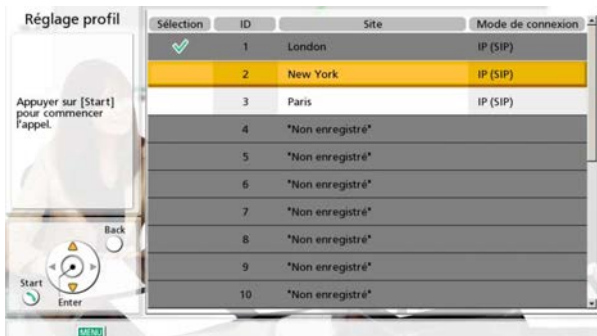 Réglage profil
Appuyer sur [Start]
pour commencer
l'appel.
Back
Start
Enter
MENU
Sélection ID Site Mode de connexion
1 London IP (SIP)
2 New York IP (SIP)
3 Paris IP (SIP)
4 *Non enregistré*
5 *Non enregistré*
6 *Non enregistré*
7 *Non enregistré*
8 *Non enregistré*
9 *Non enregistré*
10 *Non enregistré*